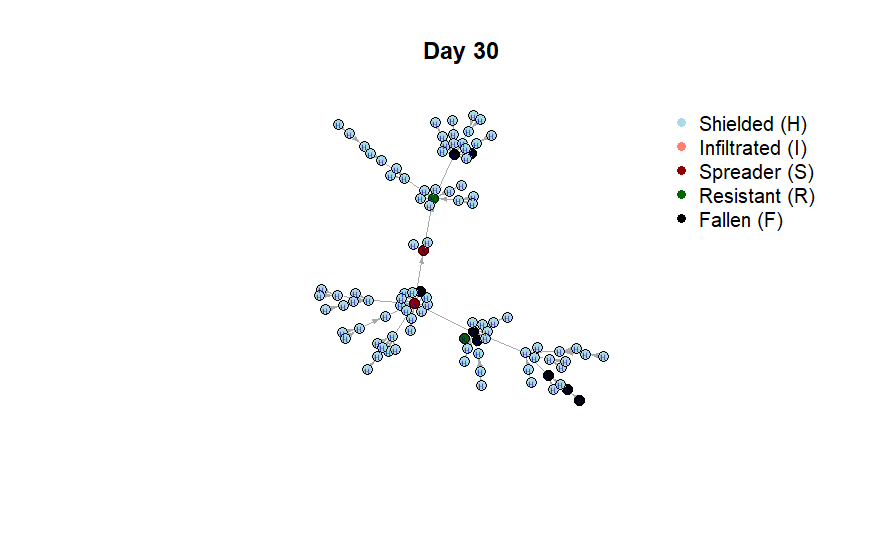 Day 30
Shielded (H)
Infiltrated (I)
Spreader (S)
Resistant (R)
Fallen (F)